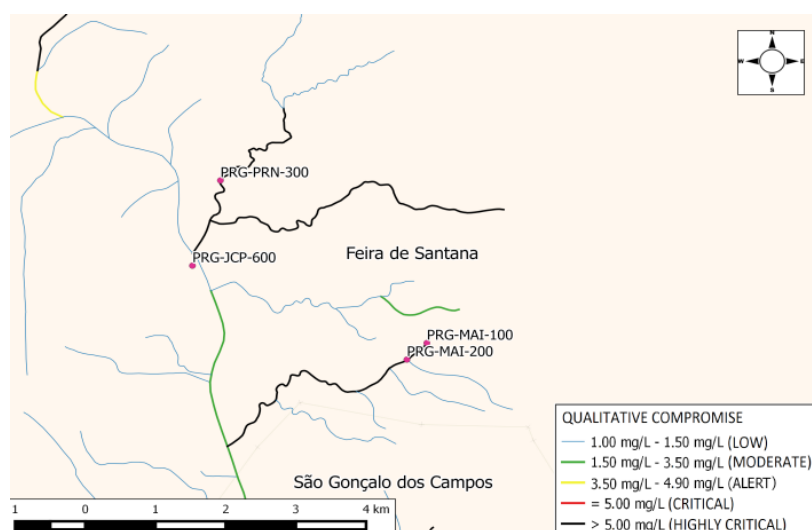 N
W E
S
PRG-PRN-300
Feira de Santana
PRG-JCP-600
PRG-MAI-100
PRG-MAI-200
São Gonçalo dos Campos
QUALITATIVE COMPROMISE
1.00 mg/L - 1.50 mg/L (LOW)
1.50 mg/L - 3.50 mg/L (MODERATE)
3.50 mg/L - 4.90 mg/L (ALERT)
= 5.00 mg/L (CRITICAL)
> 5.00 mg/L (HIGHLY CRITICAL)
1 0 1 2 3 4 km